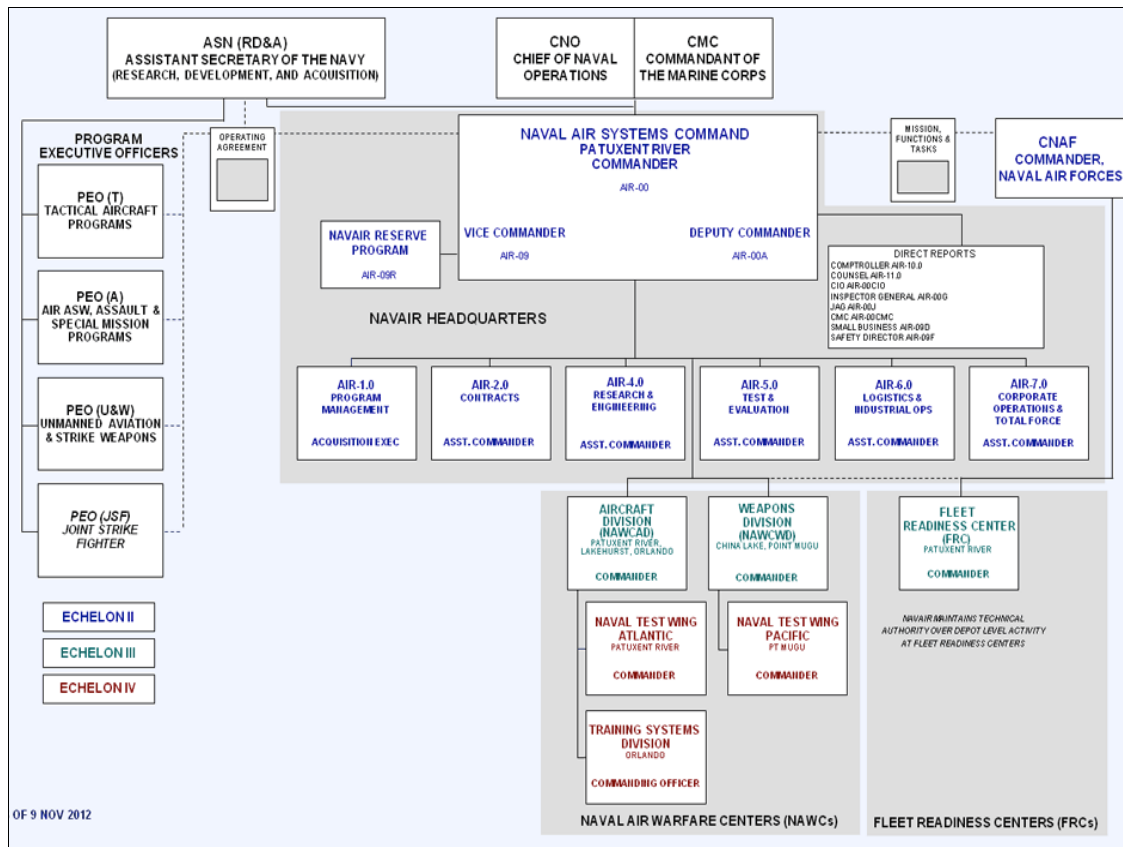 ASN (RD&A)
ASSISTANT SECRETARY OF THE NAVY
(RESEARCH, DEVELOPMENT, AND ACQUISITION)
CNO
CHIEF OF NAVAL
OPERATIONS
CMC
COMMANDANT OF
THE MARINE CORPS
PROGRAM
EXECUTIVE OFFICERS
OPERATING
AGREEMENT
NAVAL AIR SYSTEMS COMMAND
PATUXENT RIVER
COMMANDER
AIR-00
VICE COMMANDER
AIR-09
DEPUTY COMMANDER
AIR-00A
MISSION,
FUNCTIONS &
TASKS
CNAF
COMMANDER,
NAVAL AIR FORCES
PEO (T)
TACTICAL AIRCRAFT
PROGRAMS
PEO (A)
AIR ASW, ASSAULT &
SPECIAL MISSION
PROGRAMS
PEO (U&W)
UNMANNED AVIATION
& STRIKE WEAPONS
PEO (JSF)
JOINT STRIKE
FIGHTER
NAVAIR RESERVE
PROGRAM
AIR-09R
DIRECT REPORTS
COMPTROLLER AIR-10.0
COUNSEL AIR-11.0
CIO AIR-00CIO
INSPECTOR GENERAL AIR-00G
JAG AIR-00J
CMC AIR-00CMC
SMALL BUSINESS AIR-09D
SAFETY DIRECTOR AIR-09F
NAVAIR HEADQUARTERS
AIR-1.0
PROGRAM
MANAGEMENT
ACQUISITION EXEC
AIR-2.0
CONTRACTS
ASST. COMMANDER
AIR-4.0
RESEARCH &
ENGINEERING
ASST. COMMANDER
AIR-5.0
TEST &
EVALUATION
ASST. COMMANDER
AIR-6.0
LOGISTICS &
INDUSTRIAL OPS
ASST. COMMANDER
AIR-7.0
CORPORATE
OPERATIONS &
TOTAL FORCE
ASST. COMMANDER
AIRCRAFT
DIVISION
(NAWCAD)
PATUXENT RIVER,
LAKEHURST, ORLANDO
COMMANDER
WEAPONS
DIVISION
(NAWCWD)
CHINA LAKE, POINT MUGU
COMMANDER
FLEET
READINESS CENTER
(FRC)
PATUXENT RIVER
COMMANDER
NAVAL TEST WING
ATLANTIC
PATUXENT RIVER
COMMANDER
NAVAL TEST WING
PACIFIC
PT MUGU
COMMANDER
NAVAIR MAINTAINS TECHNICAL
AUTHORITY OVER DEPOT LEVEL ACTIVITY
AT FLEET READINESS CENTERS
TRAINING SYSTEMS
DIVISION
ORLANDO
COMMANDING OFFICER
ECHELON II
ECHELON III
ECHELON IV
OF 9 NOV 2012
NAVAL AIR WARFARE CENTERS (NAWCs)
FLEET READINESS CENTERS (FRCs)